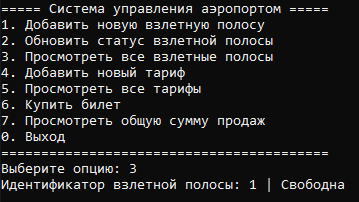 ===== Система управления аэропортом =====
1. Добавить новую взлетную полосу
2. Обновить статус взлетной полосы
3. Просмотреть все взлетные полосы
4. Добавить новый тариф
5. Просмотреть все тарифы
6. Купить билет
7. Просмотреть общую сумму продаж
0. Выход
=========================================
Выберите опцию: 3
Идентификатор взлетной полосы: 1 | Свободна